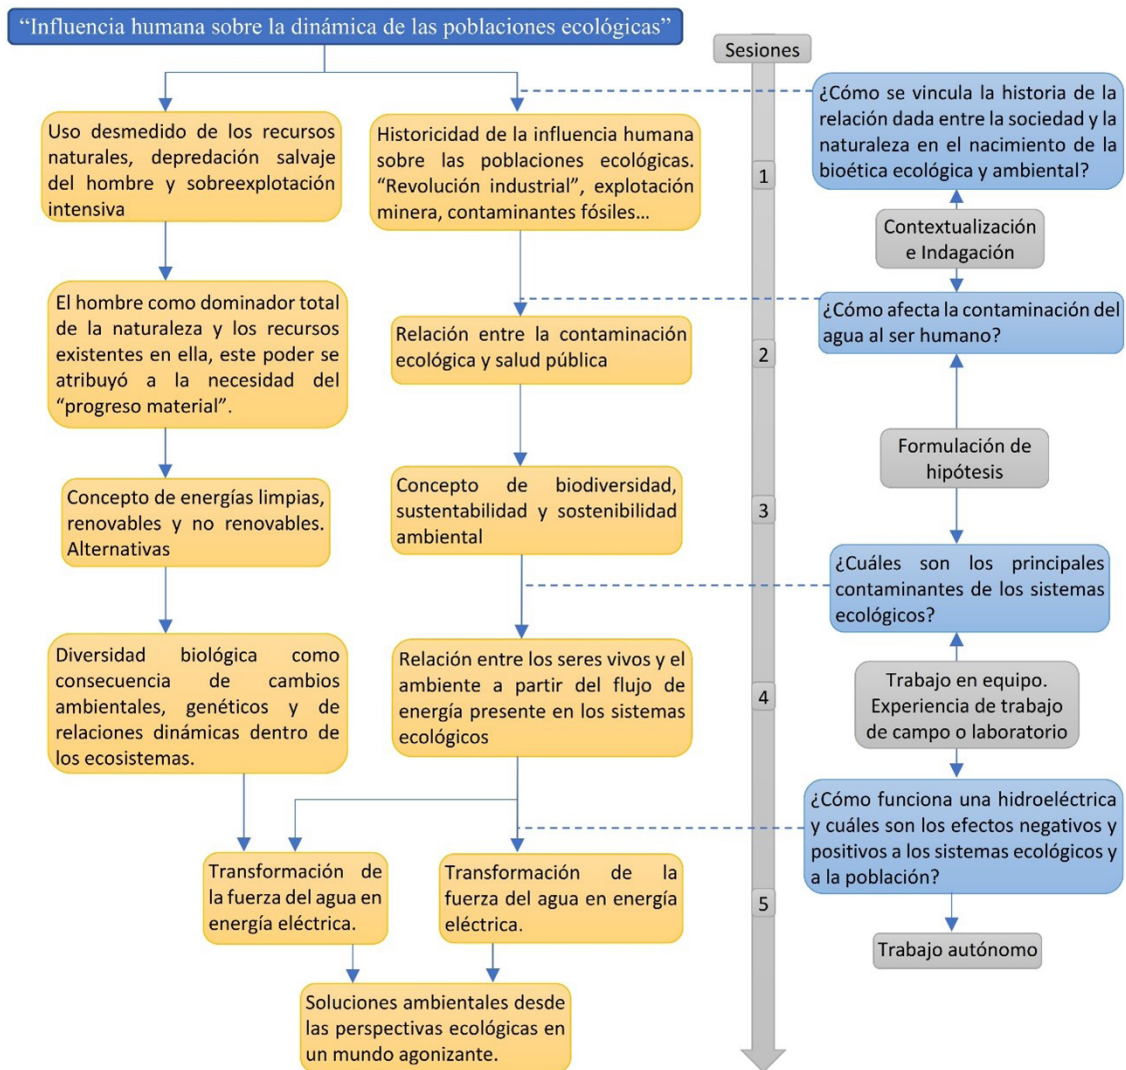 “Influencia humana sobre la dinámica de las poblaciones ecológicas”
Uso desmedido de los recursos
naturales, depredación salvaje
del hombre y sobreexplotación
intensiva
El hombre como dominador total
de la naturaleza y los recursos
existentes en ella, este poder se
atribuyó a la necesidad del
“progreso material”.
Concepto de energías limpias,
renovables y no renovables.
Alternativas
Diversidad biológica como
consecuencia de cambios
ambientales, genéticos y de
relaciones dinámicas dentro de
los ecosistemas.
Transformación de
la fuerza del agua en
energía eléctrica.
Historicidad de la influencia humana
sobre las poblaciones ecológicas.
“Revolución industrial”, explotación
minera, contaminantes fósiles...
Relación entre la contaminación
ecológica y salud pública
Concepto de biodiversidad,
sustentabilidad y sostenibilidad
ambiental
Relación entre los seres vivos y el
ambiente a partir del flujo de
energía presente en los sistemas
ecológicos
Transformación de la
fuerza del agua en energía
eléctrica.
Soluciones ambientales desde
las perspectivas ecológicas en
un mundo agonizante.
Sesiones
1
2
3
4
5
¿Cómo se vincula la historia de la
relación dada entre la sociedad y la
naturaleza en el nacimiento de la
bioética ecológica y ambiental?
Contextualización
e Indagación
¿Cómo afecta la contaminación del
agua al ser humano?
Formulación de
hipótesis
¿Cuáles son los principales
contaminantes de los sistemas
ecológicos?
Trabajo en equipo.
Experiencia de trabajo
de campo o laboratorio
¿Cómo funciona una hidroeléctrica
y cuáles son los efectos negativos y
positivos a los sistemas ecológicos y
a la población?
Trabajo autónomo